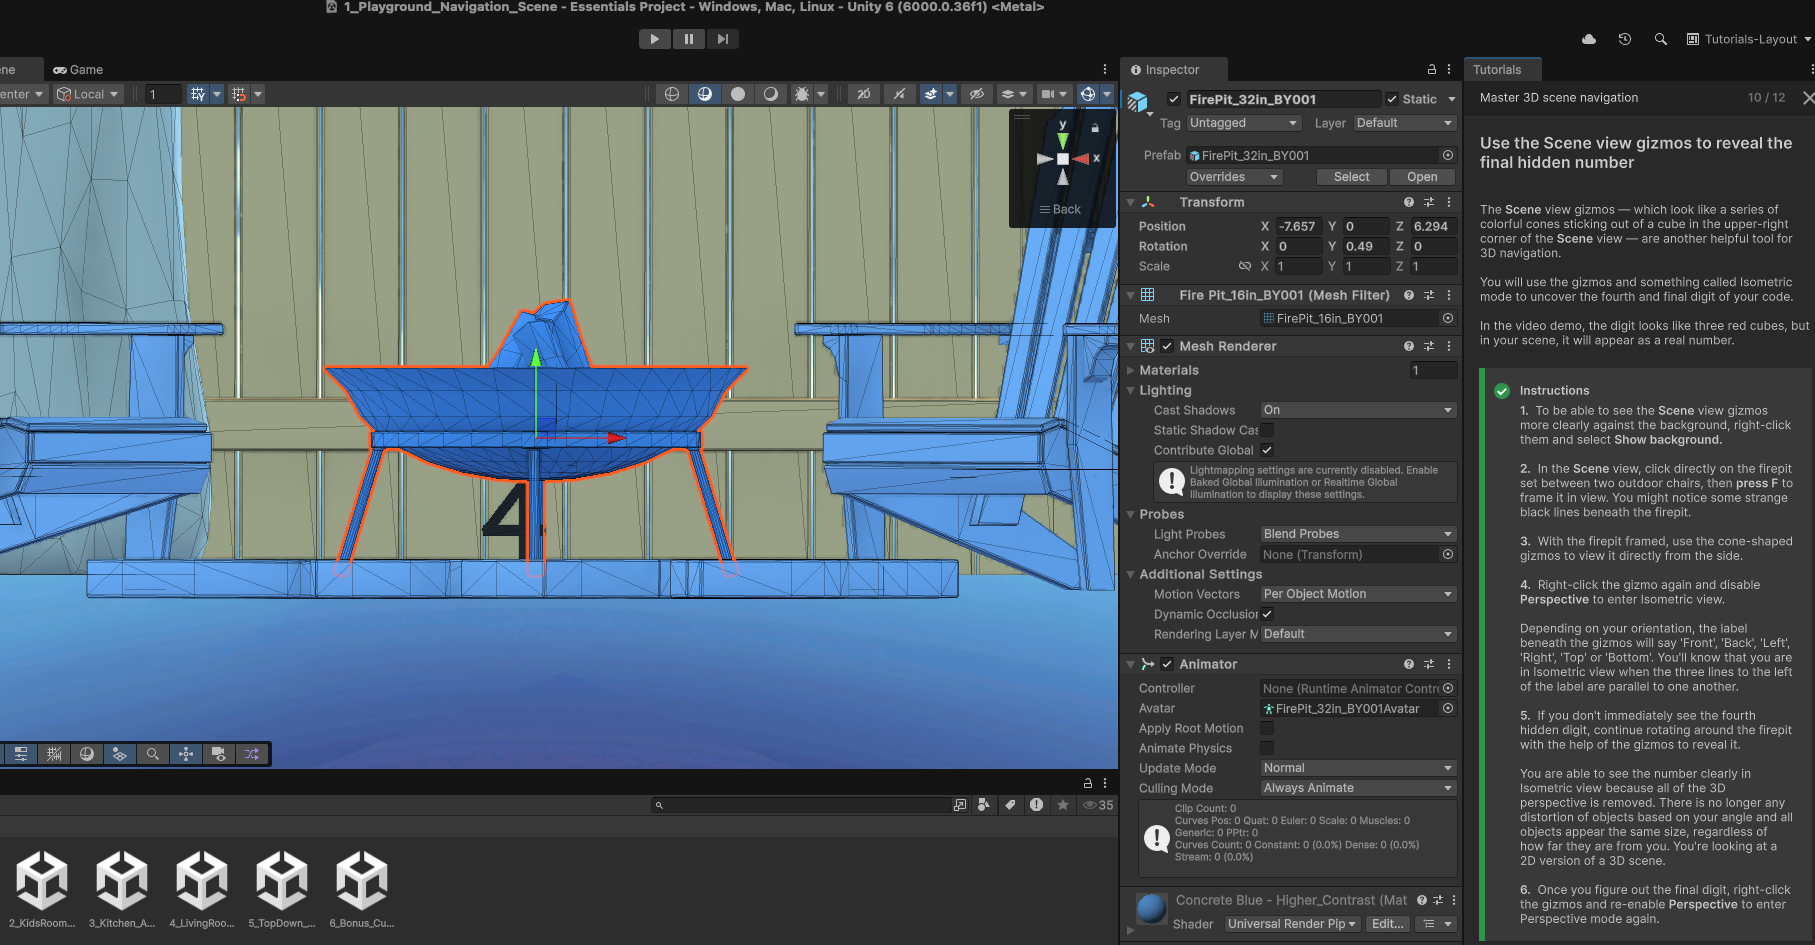 1_Playground_Navigation_Scene - Essentials Project - Windows, Mac, Linux - Unity 6 (6000.0.36f1) <Metal>
Tutorials-Layout
ne
Game
enter
Local
1
2D
y
x
Back
4
35
2_KidsRoom...
3_Kitchen_A...
4_LivingRoo...
5_TopDown_...
6_Bonus_Cu...
Inspector
FirePit_32in_BY001
Static
Tag Untagged Layer Default
Prefab FirePit_32in_BY001
Overrides Select Open
Transform
Position X -7.657 Y 0 Z 6.294
Rotation X 0 Y 0.49 Z 0
Scale X 1 Y 1 Z 1
Fire Pit_16in_BY001 (Mesh Filter)
Mesh FirePit_16in_BY001
Mesh Renderer
Materials 1
Lighting
Cast Shadows On
Static Shadow Cas
Contribute Global
Lightmapping settings are currently disabled. Enable
Baked Global Illumination or Realtime Global
Illumination to display these settings.
Probes
Light Probes Blend Probes
Anchor Override None (Transform)
Additional Settings
Motion Vectors Per Object Motion
Dynamic Occlusion
Rendering Layer M Default
Animator
Controller None (Runtime Animator Contro
Avatar FirePit_32in_BY001Avatar
Apply Root Motion
Animate Physics
Update Mode Normal
Culling Mode Always Animate
Clip Count: 0
Curves Pos: 0 Quat: 0 Euler: 0 Scale: 0 Muscles: 0
Generic: 0 PPtr: 0
Curves Count: 0 Constant: 0 (0.0%) Dense: 0 (0.0%)
Stream: 0 (0.0%)
Concrete Blue - Higher_Contrast (Mat
Shader Universal Render Pip Edit...
Tutorials
Master 3D scene navigation 10 / 12
Use the Scene view gizmos to reveal the
final hidden number
The Scene view gizmos — which look like a series of
colorful cones sticking out of a cube in the upper-right
corner of the Scene view — are another helpful tool for
3D navigation.
You will use the gizmos and something called Isometric
mode to uncover the fourth and final digit of your code.
In the video demo, the digit looks like three red cubes, but
in your scene, it will appear as a real number.
Instructions
1. To be able to see the Scene view gizmos
more clearly against the background, right-click
them and select Show background.
2. In the Scene view, click directly on the firepit
set between two outdoor chairs, then press F to
frame it in view. You might notice some strange
black lines beneath the firepit.
3. With the firepit framed, use the cone-shaped
gizmos to view it directly from the side.
4. Right-click the gizmo again and disable
Perspective to enter Isometric view.
Depending on your orientation, the label
beneath the gizmos will say 'Front', 'Back', 'Left',
'Right', 'Top' or 'Bottom'. You'll know that you are
in Isometric view when the three lines to the left
of the label are parallel to one another.
5. If you don't immediately see the fourth
hidden digit, continue rotating around the firepit
with the help of the gizmos to reveal it.
You are able to see the number clearly in
Isometric view because all of the 3D
perspective is removed. There is no longer any
distortion of objects based on your angle and all
objects appear the same size, regardless of
how far they are from you. You're looking at a
2D version of a 3D scene.
6. Once you figure out the final digit, right-click
the gizmos and re-enable Perspective to enter
Perspective mode again.